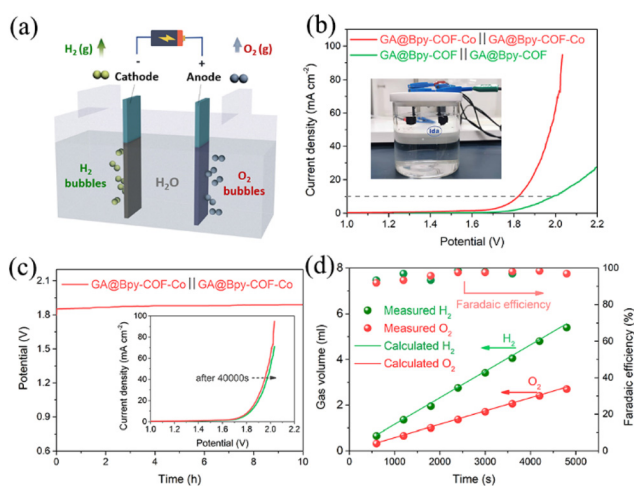 (a)
H₂ (g)
O₂ (g)
-
+
Cathode
Anode
H₂
bubbles
H₂O
O₂
bubbles
(b)
GA@Bpy-COF-Co || GA@Bpy-COF-Co
GA@Bpy-COF || GA@Bpy-COF
Current density (mA cm⁻²)
100
80
60
40
20
0
ida
1.0 1.2 1.4 1.6 1.8 2.0 2.2
Potential (V)
(c)
GA@Bpy-COF-Co || GA@Bpy-COF-Co
Potential (V)
2.1
1.8
1.5
1.2
0.9
0.6
Current density (mA cm⁻²)
100
80
60
40
20
0
after 40000s
1.0 1.2 1.4 1.6 1.8 2.0 2.2
Potential (V)
0 2 4 6 8 10
Time (h)
(d)
Gas volume (ml)
8
6
4
2
0
Faradaic efficiency
Measured H₂
Measured O₂
Calculated H₂
Calculated O₂
H₂
O₂
100
80
60
40
20
0
Faradaic efficiency (%)
0 1000 2000 3000 4000 5000
Time (s)